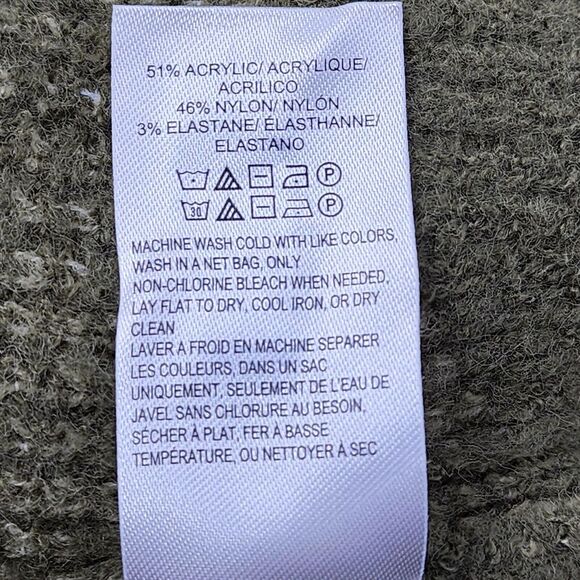 51% ACRYLIC/ ACRYLIQUE/
ACRILICO
46% NYLON/ NYLÓN
3% ELASTANE/ ÉLASTHANNE/
ELASTANO
P
30 P
MACHINE WASH COLD WITH LIKE COLORS,
WASH IN A NET BAG, ONLY
NON-CHLORINE BLEACH WHEN NEEDED,
LAY FLAT TO DRY, COOL IRON, OR DRY
CLEAN
LAVER A FROID EN MACHINE SEPARER
LES COULEURS, DANS UN SAC
UNIQUEMENT, SEULEMENT DE L'EAU DE
JAVEL SANS CHLORURE AU BESOIN,
SÉCHER À PLAT, FER À BASSE
TEMPÉRATURE, OU NETTOYER À SEC